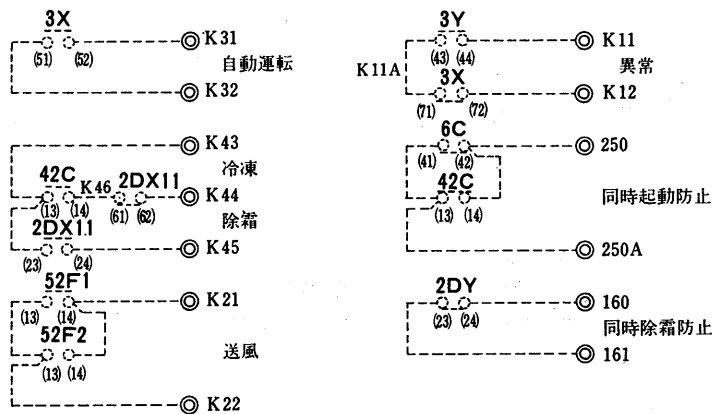 3X
(51) (52) K31
自動運転
K32
K43
冷凍
42C K46 2DX11 K44
(13) (14) (61) (62)
除霜
2DX11
(23) (24) K45
52F1
(13) (14) K21
52F2
(13) (14) 送風
K22
3Y
(43) (44) K11
K11A 異常
3X
(71) (72) K12
6C
(41) (42) 250
42C
(13) (14) 同時起動防止
250A
2DY
(23) (24) 160
同時除霜防止
161